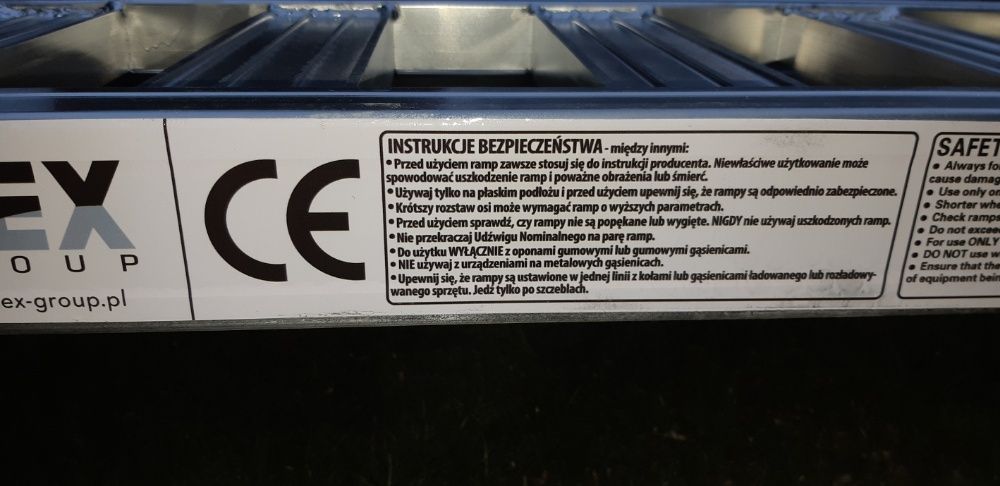 EX
OUP
ex-group.pl
CE
INSTRUKCJE BEZPIECZEŃSTWA - między innymi:
• Przed użyciem ramp zawsze stosuj się do instrukcji producenta. Niewłaściwe użytkowanie może
spowodować uszkodzenie ramp i poważne obrażenia lub śmierć.
• Używaj tylko na płaskim podłożu i przed użyciem upewnij się, że rampy są odpowiednio zabezpieczone.
• Krótszy rozstaw osi może wymagać ramp o wyższych parametrach.
• Przed użyciem sprawdź, czy rampy nie są popękane lub wygięte. NIGDY nie używaj uszkodzonych ramp.
• Nie przekraczaj Udźwigu Nominalnego na parę ramp.
• Do użytku WYŁĄCZNIE z oponami gumowymi lub gumowymi gąsienicami.
• NIE używaj z urządzeniami na metalowych gąsienicach.
• Upewnij się, że rampy są ustawione w jednej linii z kołami lub gąsienicami ładowanego lub rozładowy-
wanego sprzętu. Jedź tylko po szczeblach.
SAFET
• Always fo
cause damag
• Use only o
• Shorter whe
• Check ramps
• Do not excee
• For use ONLY
• DO NOT use w
• Ensure that the
of equipment bei